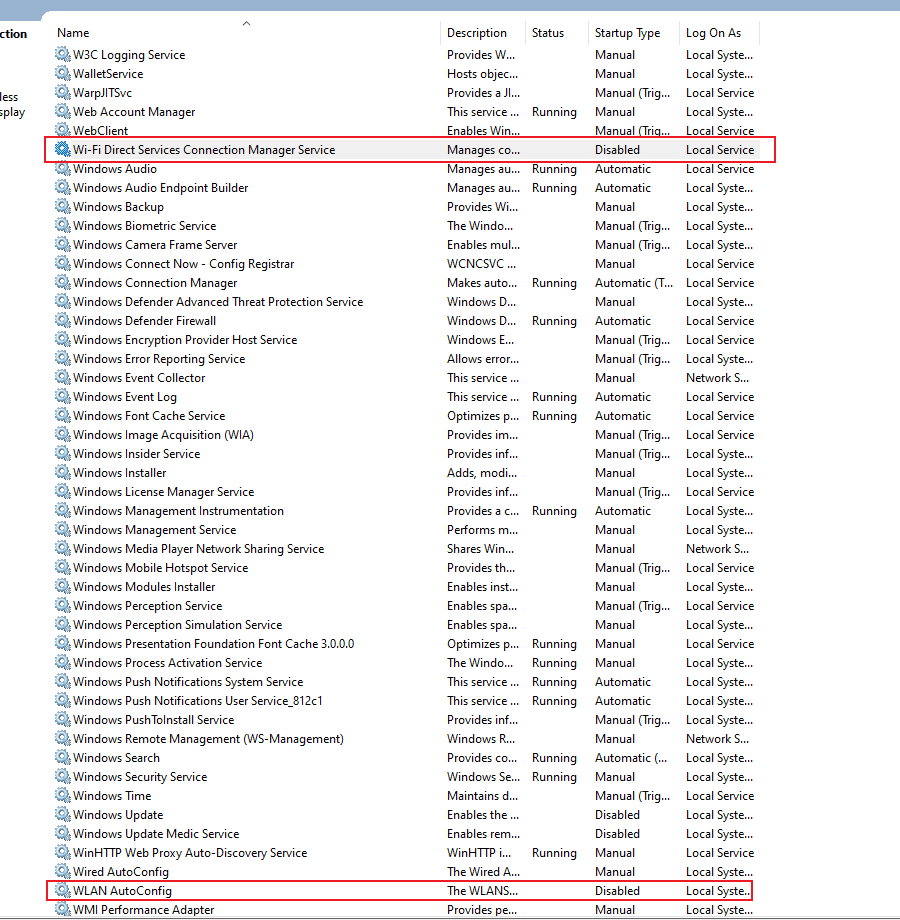 ction
less
splay
Name Description Status Startup Type Log On As
W3C Logging Service Provides W... Manual Local Syste...
WalletService Hosts objec... Manual Local Syste...
WarpJITSvc Provides a JI... Manual (Trig... Local Service
Web Account Manager This service ... Running Manual Local Syste...
WebClient Enables Win... Manual (Trig... Local Service
Wi-Fi Direct Services Connection Manager Service Manages co... Disabled Local Service
Windows Audio Manages au... Running Automatic Local Service
Windows Audio Endpoint Builder Manages au... Running Automatic Local Syste...
Windows Backup Provides Wi... Manual Local Syste...
Windows Biometric Service The Windo... Manual (Trig... Local Syste...
Windows Camera Frame Server Enables mul... Manual (Trig... Local Syste...
Windows Connect Now - Config Registrar WCNCSVC ... Manual Local Service
Windows Connection Manager Makes auto... Running Automatic (T... Local Service
Windows Defender Advanced Threat Protection Service Windows D... Manual Local Syste...
Windows Defender Firewall Windows D... Running Automatic Local Service
Windows Encryption Provider Host Service Windows E... Manual (Trig... Local Service
Windows Error Reporting Service Allows error... Manual (Trig... Local Syste...
Windows Event Collector This service ... Manual Network S...
Windows Event Log This service ... Running Automatic Local Service
Windows Font Cache Service Optimizes p... Running Automatic Local Service
Windows Image Acquisition (WIA) Provides im... Manual (Trig... Local Service
Windows Insider Service Provides inf... Manual (Trig... Local Syste...
Windows Installer Adds, modi... Manual Local Syste...
Windows License Manager Service Provides inf... Manual (Trig... Local Service
Windows Management Instrumentation Provides a c... Running Automatic Local Syste...
Windows Management Service Performs m... Manual Local Syste...
Windows Media Player Network Sharing Service Shares Win... Manual Network S...
Windows Mobile Hotspot Service Provides th... Manual (Trig... Local Service
Windows Modules Installer Enables inst... Manual Local Syste...
Windows Perception Service Enables spa... Manual (Trig... Local Service
Windows Perception Simulation Service Enables spa... Manual Local Syste...
Windows Presentation Foundation Font Cache 3.0.0.0 Optimizes p... Running Manual Local Service
Windows Process Activation Service The Windo... Running Manual Local Syste...
Windows Push Notifications System Service This service ... Running Automatic Local Syste...
Windows Push Notifications User Service_812c1 This service ... Running Automatic Local Syste...
Windows PushToInstall Service Provides inf... Manual (Trig... Local Syste...
Windows Remote Management (WS-Management) Windows R... Manual Network S...
Windows Search Provides co... Running Automatic (... Local Syste...
Windows Security Service Windows Se... Running Manual Local Syste...
Windows Time Maintains d... Manual (Trig... Local Service
Windows Update Enables the ... Disabled Local Syste...
Windows Update Medic Service Enables rem... Disabled Local Syste...
WinHTTP Web Proxy Auto-Discovery Service WinHTTP i... Running Manual Local Service
Wired AutoConfig The Wired A... Manual Local Syste...
WLAN AutoConfig The WLANS... Disabled Local Syste...
WMI Performance Adapter Provides pe... Manual Local Syste...